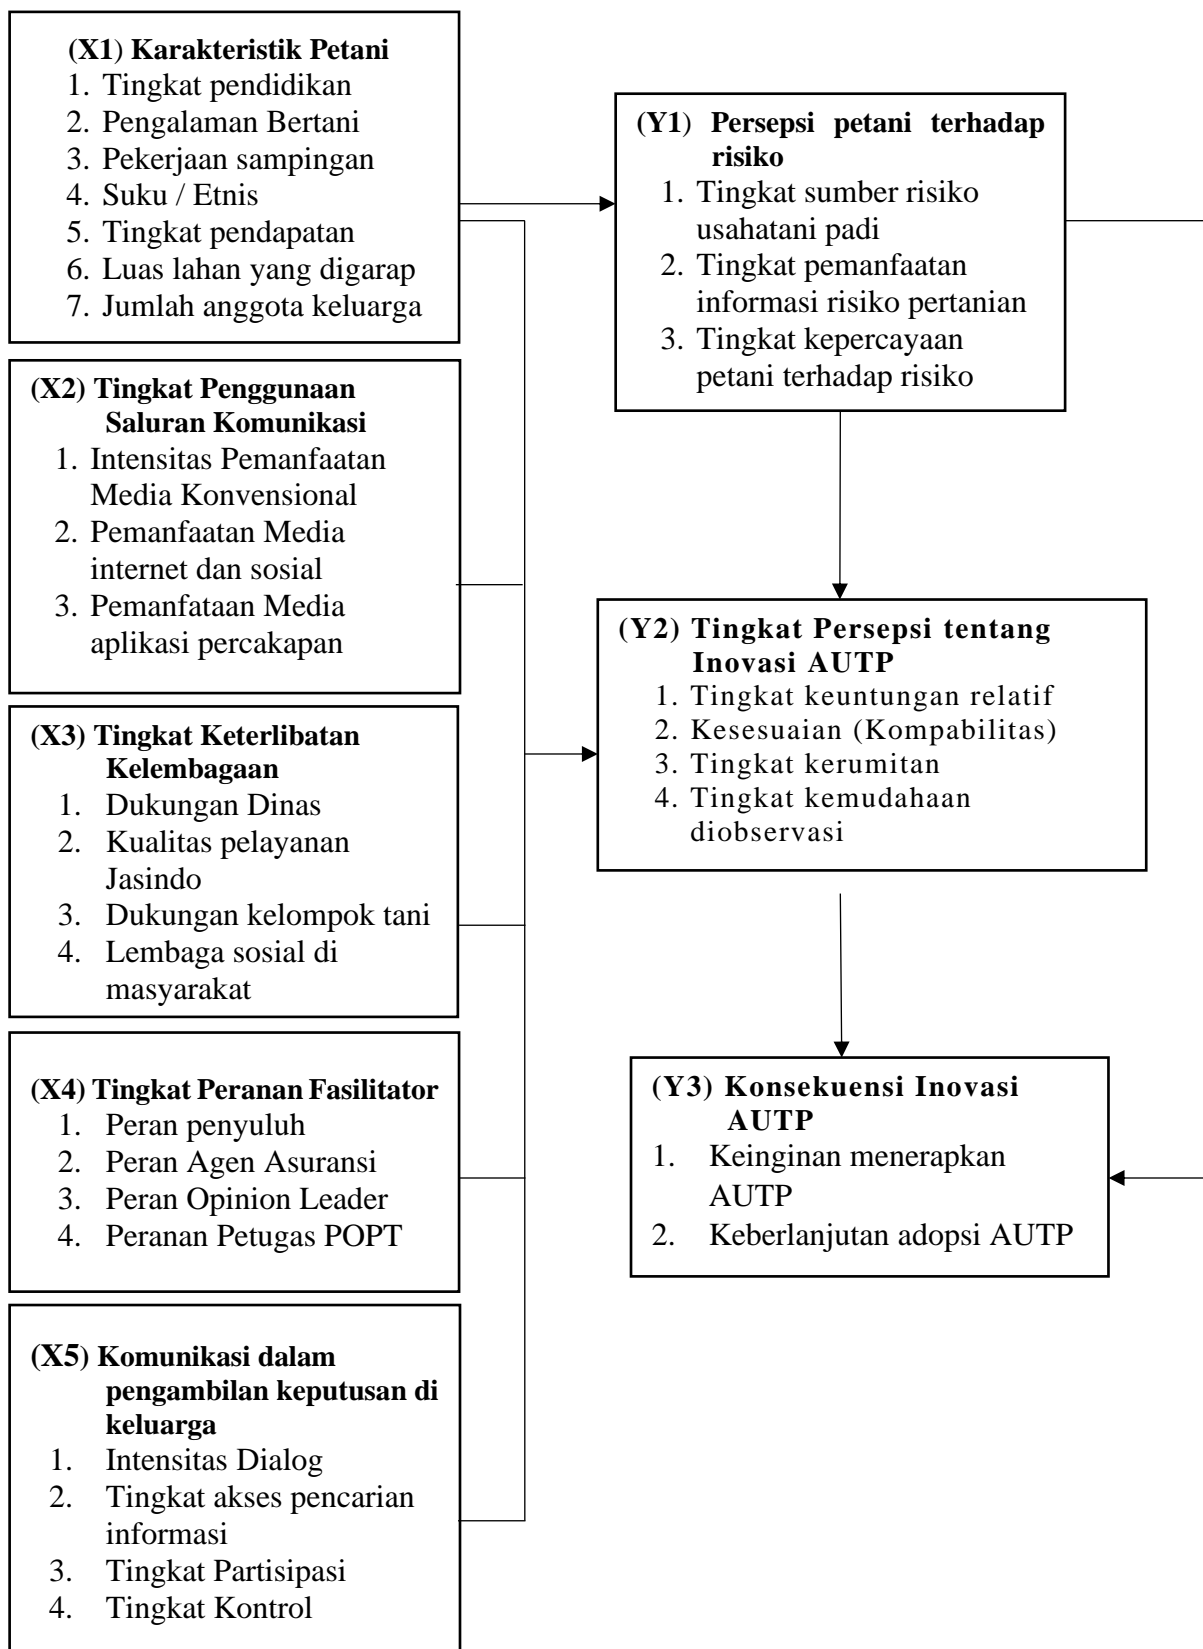 (X1) Karakteristik Petani
1. Tingkat pendidikan
2. Pengalaman Bertani
3. Pekerjaan sampingan
4. Suku / Etnis
5. Tingkat pendapatan
6. Luas lahan yang digarap
7. Jumlah anggota keluarga
(X2) Tingkat Penggunaan
Saluran Komunikasi
1. Intensitas Pemanfaatan
Media Konvensional
2. Pemanfaatan Media
internet dan sosial
3. Pemanfataan Media
aplikasi percakapan
(X3) Tingkat Keterlibatan
Kelembagaan
1. Dukungan Dinas
2. Kualitas pelayanan
Jasindo
3. Dukungan kelompok tani
4. Lembaga sosial di
masyarakat
(X4) Tingkat Peranan Fasilitator
1. Peran penyuluh
2. Peran Agen Asuransi
3. Peran Opinion Leader
4. Peranan Petugas POPT
(X5) Komunikasi dalam
pengambilan keputusan di
keluarga
1. Intensitas Dialog
2. Tingkat akses pencarian
informasi
3. Tingkat Partisipasi
4. Tingkat Kontrol
(Y1) Persepsi petani terhadap
risiko
1. Tingkat sumber risiko
usahatani padi
2. Tingkat pemanfaatan
informasi risiko pertanian
3. Tingkat kepercayaan
petani terhadap risiko
(Y2) Tingkat Persepsi tentang
Inovasi AUTP
1. Tingkat keuntungan relatif
2. Kesesuaian (Kompabilitas)
3. Tingkat kerumitan
4. Tingkat kemudahaan
diobservasi
(Y3) Konsekuensi Inovasi
AUTP
1. Keinginan menerapkan
AUTP
2. Keberlanjutan adopsi AUTP